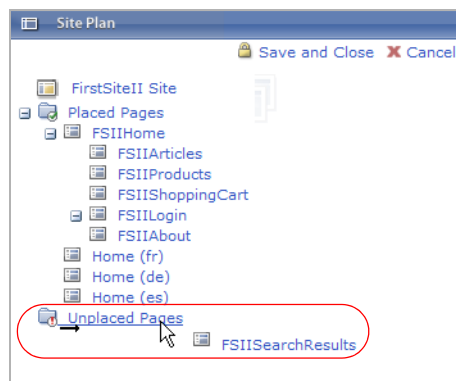 Site Plan
Save and Close Cancel
FirstSiteII Site
Placed Pages
FSIIHome
FSIIArticles
FSIIProducts
FSIIShoppingCart
FSIILogin
FSIIAbout
Home (fr)
Home (de)
Home (es)
Unplaced Pages
FSIISearchResults